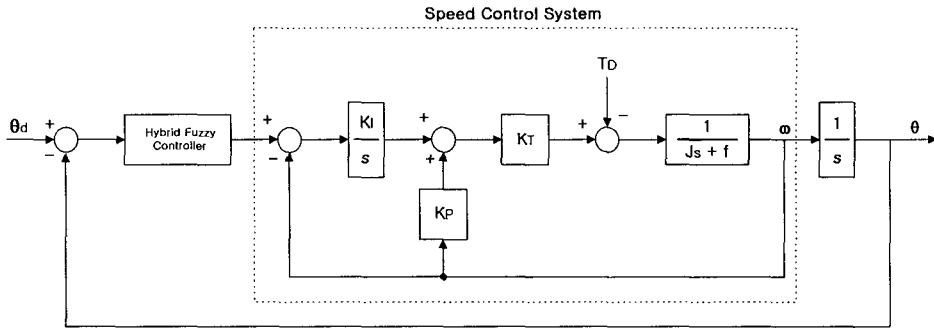 Speed Control System
TD
θd
+
−
Hybrid Fuzzy
Controller
+
−
KI
s
+
+
KP
KT
+
−
1
Js + f
ω
1
s
θ